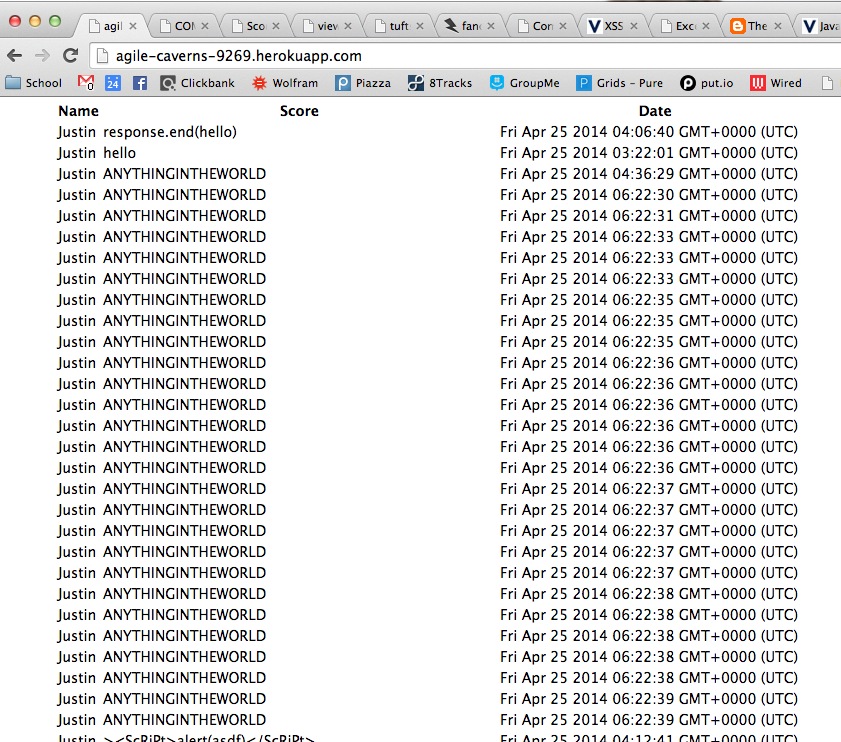 agil COM Sco view tuft fanc Con XSS Exce The Java
agile-caverns-9269.herokuapp.com
School 0 24 Clickbank Wolfram Piazza 8Tracks GroupMe Grids - Pure put.io Wired
Name Score Date
Justin response.end(hello) Fri Apr 25 2014 04:06:40 GMT+0000 (UTC)
Justin hello Fri Apr 25 2014 03:22:01 GMT+0000 (UTC)
Justin ANYTHINGINTHEWORLD Fri Apr 25 2014 04:36:29 GMT+0000 (UTC)
Justin ANYTHINGINTHEWORLD Fri Apr 25 2014 06:22:30 GMT+0000 (UTC)
Justin ANYTHINGINTHEWORLD Fri Apr 25 2014 06:22:31 GMT+0000 (UTC)
Justin ANYTHINGINTHEWORLD Fri Apr 25 2014 06:22:33 GMT+0000 (UTC)
Justin ANYTHINGINTHEWORLD Fri Apr 25 2014 06:22:33 GMT+0000 (UTC)
Justin ANYTHINGINTHEWORLD Fri Apr 25 2014 06:22:33 GMT+0000 (UTC)
Justin ANYTHINGINTHEWORLD Fri Apr 25 2014 06:22:35 GMT+0000 (UTC)
Justin ANYTHINGINTHEWORLD Fri Apr 25 2014 06:22:35 GMT+0000 (UTC)
Justin ANYTHINGINTHEWORLD Fri Apr 25 2014 06:22:35 GMT+0000 (UTC)
Justin ANYTHINGINTHEWORLD Fri Apr 25 2014 06:22:36 GMT+0000 (UTC)
Justin ANYTHINGINTHEWORLD Fri Apr 25 2014 06:22:36 GMT+0000 (UTC)
Justin ANYTHINGINTHEWORLD Fri Apr 25 2014 06:22:36 GMT+0000 (UTC)
Justin ANYTHINGINTHEWORLD Fri Apr 25 2014 06:22:36 GMT+0000 (UTC)
Justin ANYTHINGINTHEWORLD Fri Apr 25 2014 06:22:36 GMT+0000 (UTC)
Justin ANYTHINGINTHEWORLD Fri Apr 25 2014 06:22:36 GMT+0000 (UTC)
Justin ANYTHINGINTHEWORLD Fri Apr 25 2014 06:22:37 GMT+0000 (UTC)
Justin ANYTHINGINTHEWORLD Fri Apr 25 2014 06:22:37 GMT+0000 (UTC)
Justin ANYTHINGINTHEWORLD Fri Apr 25 2014 06:22:37 GMT+0000 (UTC)
Justin ANYTHINGINTHEWORLD Fri Apr 25 2014 06:22:37 GMT+0000 (UTC)
Justin ANYTHINGINTHEWORLD Fri Apr 25 2014 06:22:37 GMT+0000 (UTC)
Justin ANYTHINGINTHEWORLD Fri Apr 25 2014 06:22:38 GMT+0000 (UTC)
Justin ANYTHINGINTHEWORLD Fri Apr 25 2014 06:22:38 GMT+0000 (UTC)
Justin ANYTHINGINTHEWORLD Fri Apr 25 2014 06:22:38 GMT+0000 (UTC)
Justin ANYTHINGINTHEWORLD Fri Apr 25 2014 06:22:38 GMT+0000 (UTC)
Justin ANYTHINGINTHEWORLD Fri Apr 25 2014 06:22:39 GMT+0000 (UTC)
Justin ANYTHINGINTHEWORLD Fri Apr 25 2014 06:22:39 GMT+0000 (UTC)
Justin ><ScRiPt>alert(asdf)</ScRiPt> Fri Apr 25 2014 04:12:41 GMT+0000 (UTC)